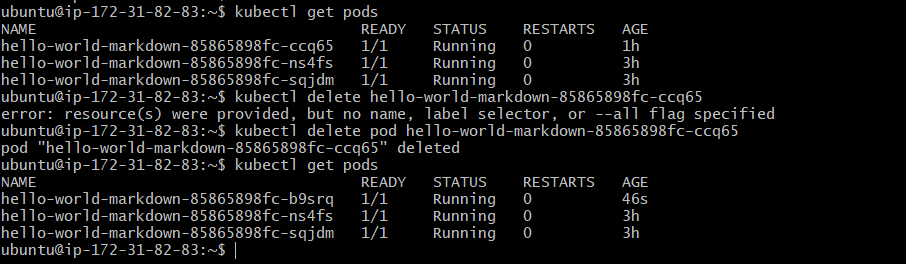 ubuntu@ip-172-31-82-83:~$ kubectl get pods
NAME READY STATUS RESTARTS AGE
hello-world-markdown-85865898fc-ccq65 1/1 Running 0 1h
hello-world-markdown-85865898fc-ns4fs 1/1 Running 0 3h
hello-world-markdown-85865898fc-sqjdm 1/1 Running 0 3h
ubuntu@ip-172-31-82-83:~$ kubectl delete hello-world-markdown-85865898fc-ccq65
error: resource(s) were provided, but no name, label selector, or --all flag specified
ubuntu@ip-172-31-82-83:~$ kubectl delete pod hello-world-markdown-85865898fc-ccq65
pod "hello-world-markdown-85865898fc-ccq65" deleted
ubuntu@ip-172-31-82-83:~$ kubectl get pods
NAME READY STATUS RESTARTS AGE
hello-world-markdown-85865898fc-b9srq 1/1 Running 0 46s
hello-world-markdown-85865898fc-ns4fs 1/1 Running 0 3h
hello-world-markdown-85865898fc-sqjdm 1/1 Running 0 3h
ubuntu@ip-172-31-82-83:~$